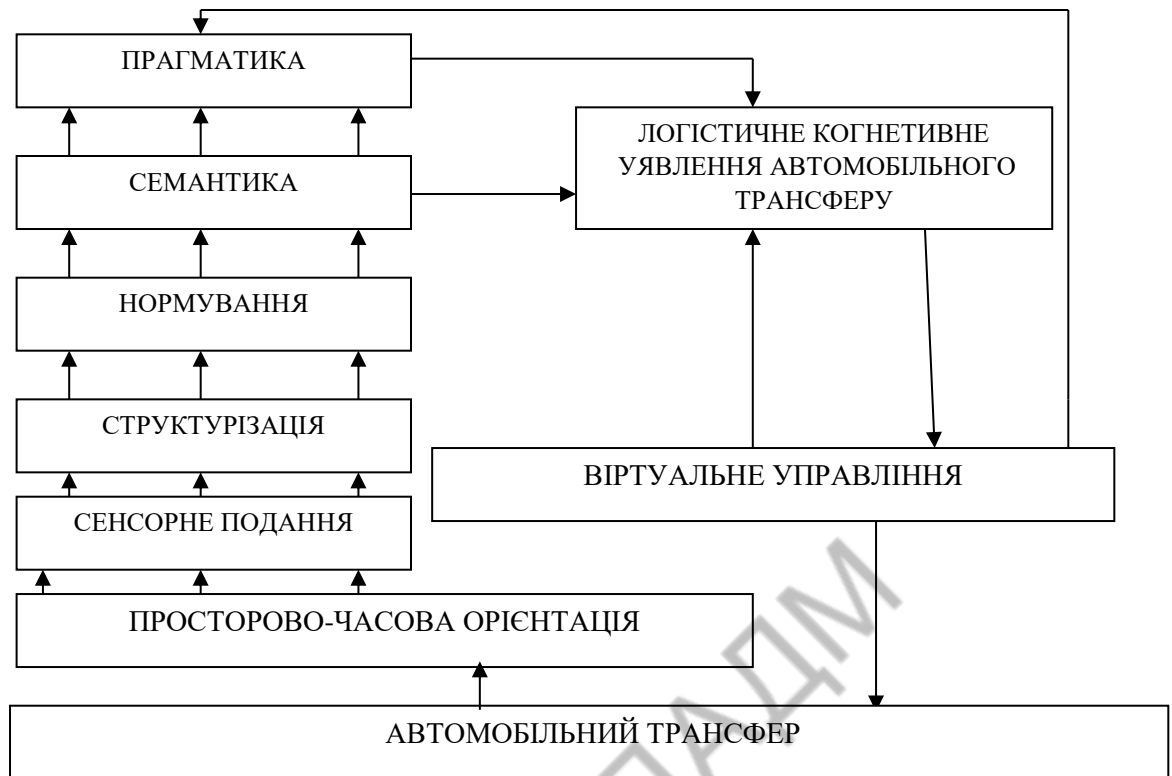 ПРАГМАТИКА
ЛОГІСТИЧНЕ КОГНЕТИВНЕ
УЯВЛЕННЯ АВТОМОБІЛЬНОГО
ТРАНСФЕРУ
СЕМАНТИКА
НОРМУВАННЯ
СТРУКТУРІЗАЦІЯ
ВІРТУАЛЬНЕ УПРАВЛІННЯ
СЕНСОРНЕ ПОДАННЯ
ПРОСТОРОВО-ЧАСОВА ОРІЄНТАЦІЯ
АВТОМОБІЛЬНИЙ ТРАНСФЕР